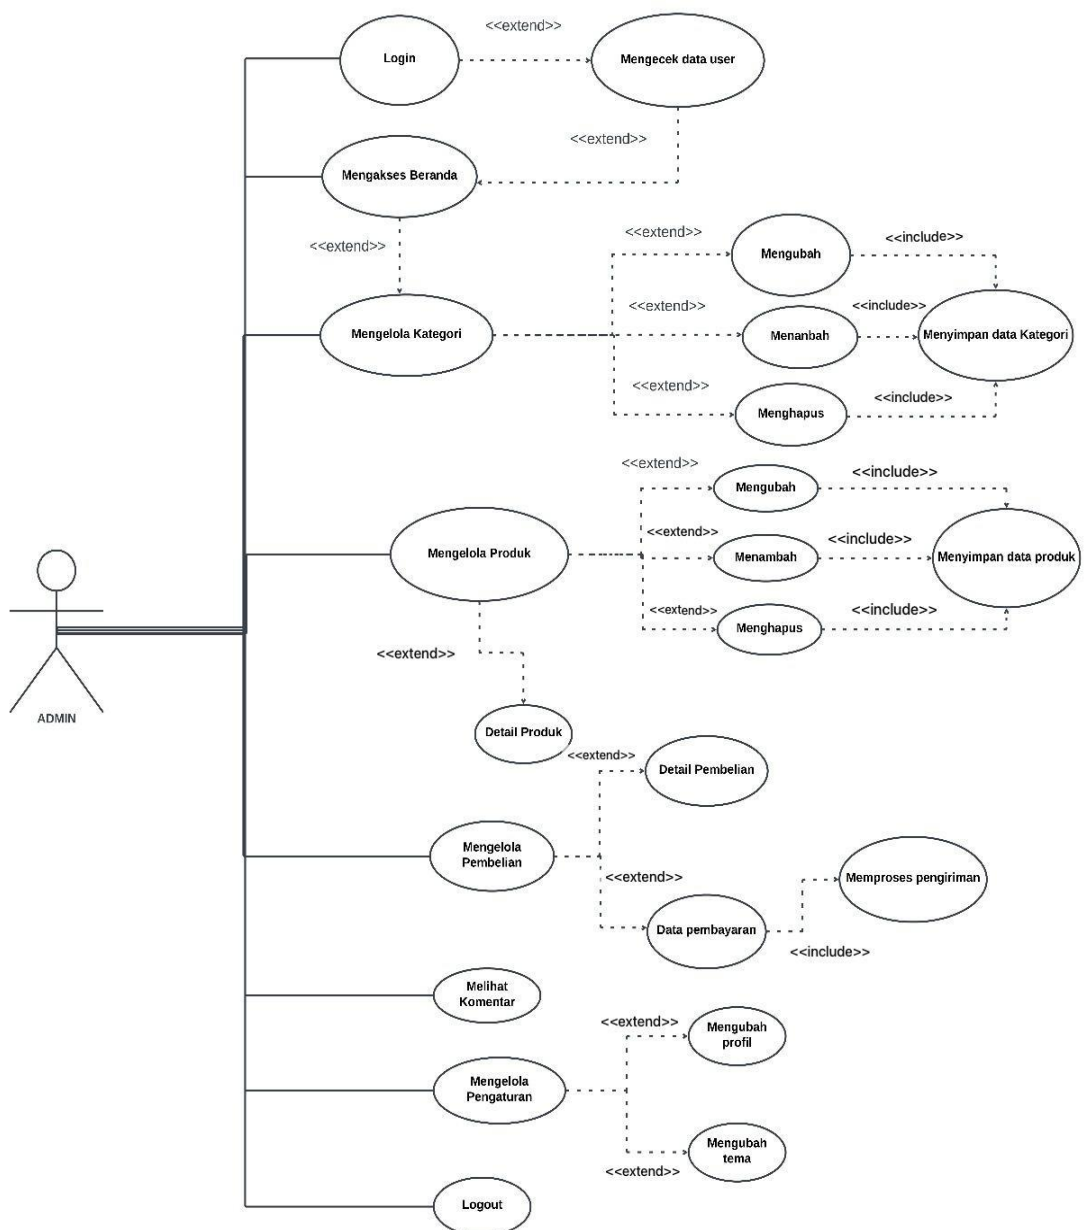 <<extend>>
Login
Mengecek data user
<<extend>>
Mengakses Beranda
<<extend>>
<<extend>>
<<include>>
Mengubah
<<extend>>
<<include>>
Mengelola Kategori
Menanbah
Menyimpan data Kategori
<<extend>>
<<include>>
Menghapus
<<extend>>
<<include>>
Mengubah
<<extend>>
<<include>>
Mengelola Produk
Menambah
Menyimpan data produk
<<extend>>
<<include>>
Menghapus
<<extend>>
ADMIN
Detail Produk
<<extend>>
Detail Pembelian
Mengelola
Pembelian
<<extend>>
Memproses pengiriman
Data pembayaran
<<include>>
Melihat
Komentar
<<extend>>
Mengubah
profil
Mengelola
Pengaturan
Mengubah
tema
<<extend>>
Logout